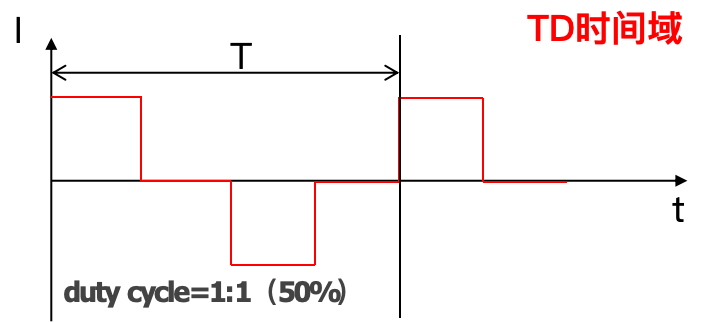 I
TD时间域
T
t
duty cycle=1:1（50%）